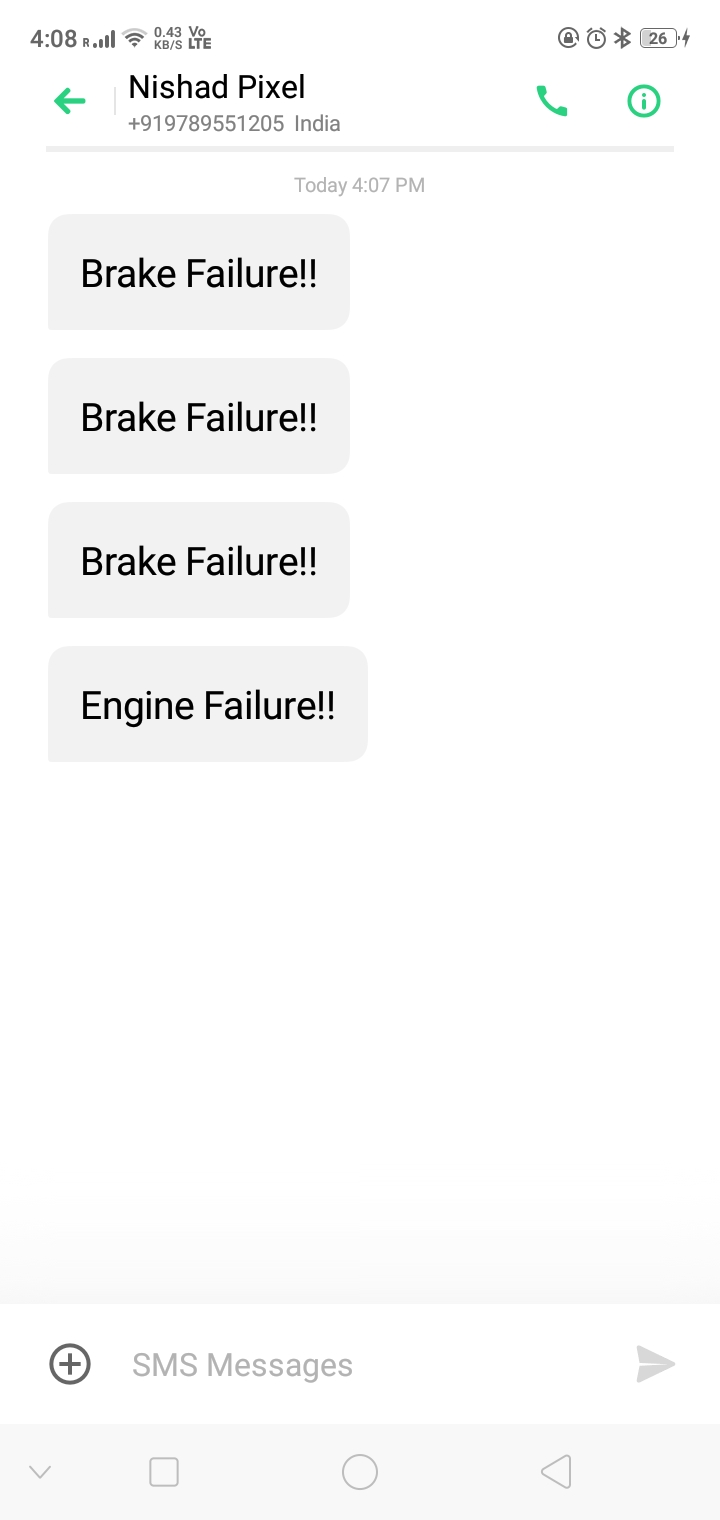 4:08 R 0.43 KB/S Vo LTE 26
Nishad Pixel
+919789551205 India
Today 4:07 PM
Brake Failure!!
Brake Failure!!
Brake Failure!!
Engine Failure!!
SMS Messages